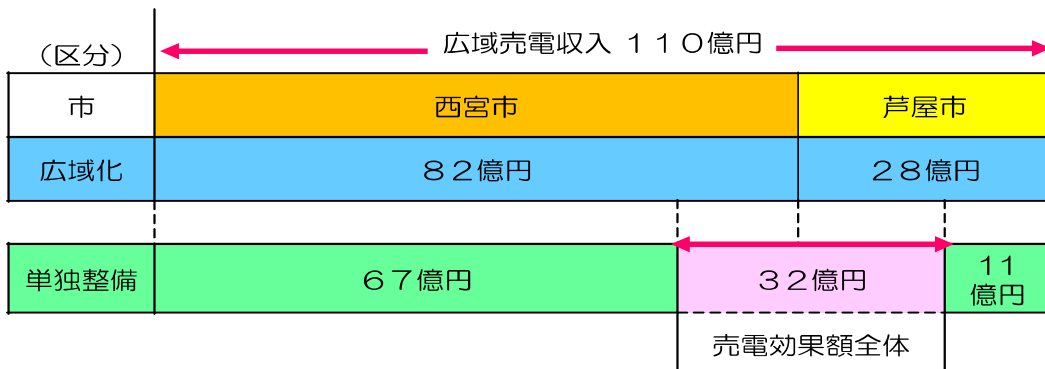 広域売電収入 １１０億円
（区分）
市
西宮市
芦屋市
広域化
８２億円
２８億円
単独整備
６７億円
３２億円
１１
億円
売電効果額全体